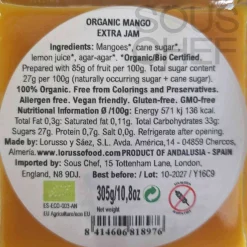 SOUS
CHEF
ORGANIC MANGO
EXTRA JAM
Ingredients: Mangoes*, cane sugar*,
lemon juice*, agar-agar*. *Organic/Bio Certified.
Prepared with 85g of fruit per 100g. Total sugar content
27g per 100g (naturally occurring sugar + cane sugar).
100% Organic. Free from Colorings and Preservatives.
Allergen free. Vegan friendly. Gluten-free. GMO-free.
Nutritional Information Ø /100g: Energy 571 kj 136 kcal.
Total Fat 0,3g: Saturated fat 0,11g. Total Carbohydrates 33g:
Sugars 27g. Protein 0,7g. Salt 0,0g. Refrigerate after opening.
Made by: Lorusso y Sáez, S.L. Avda. América, 14 - 04869 Chercos,
Almería. www.lorussofood.com PRODUCT OF ANDALUSIA - SPAIN
Imported by: Sous Chef, 15 Tottenham Lane, London,
England, N8 9DJ. Best before: / Lot: 10-2027 / Y16C9
305g/10,8oz
ES-ECO-001-AN
EU Agriculture/non EU
8 414606 818976